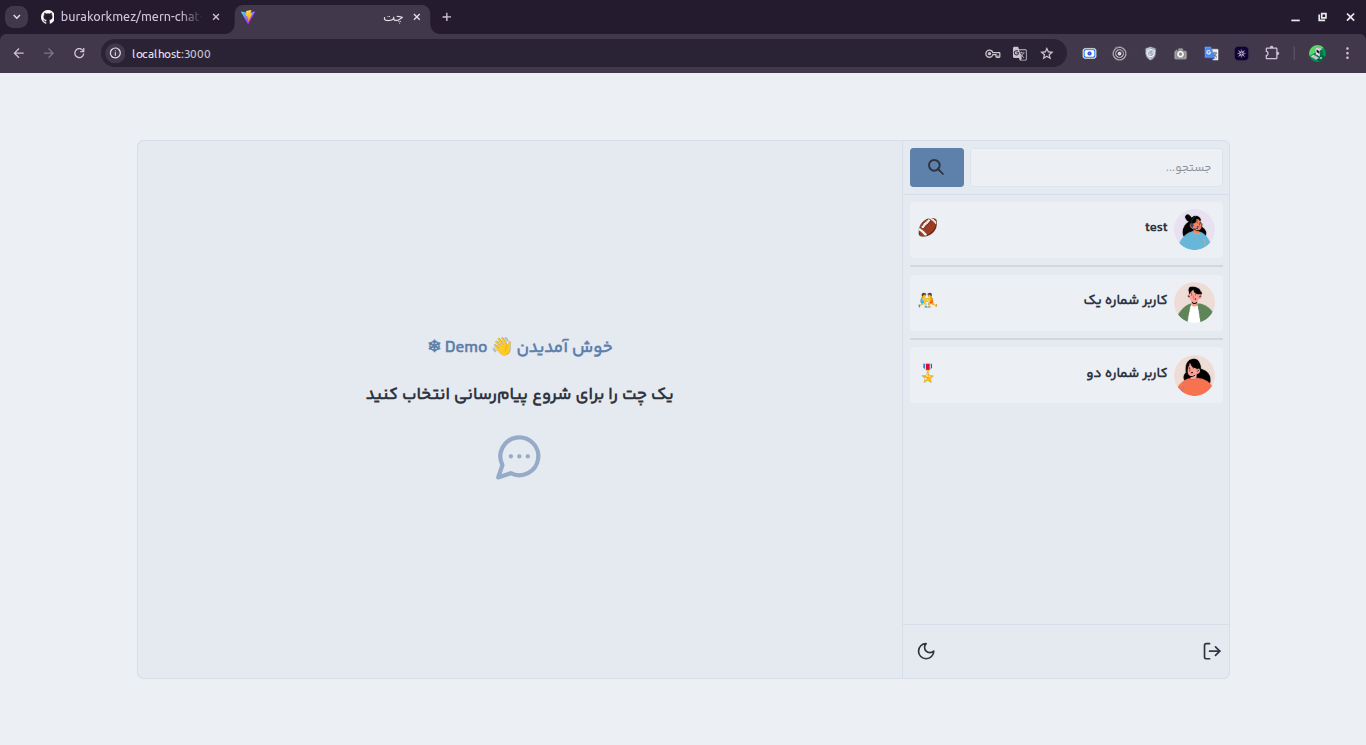 burakorkmez/mern-chat
چت
localhost:3000
جستجو...
test
کاربر شماره یک
کاربر شماره دو
خوش آمدیدن 👋 Demo ❄
یک چت را برای شروع پیام‌رسانی انتخاب کنید